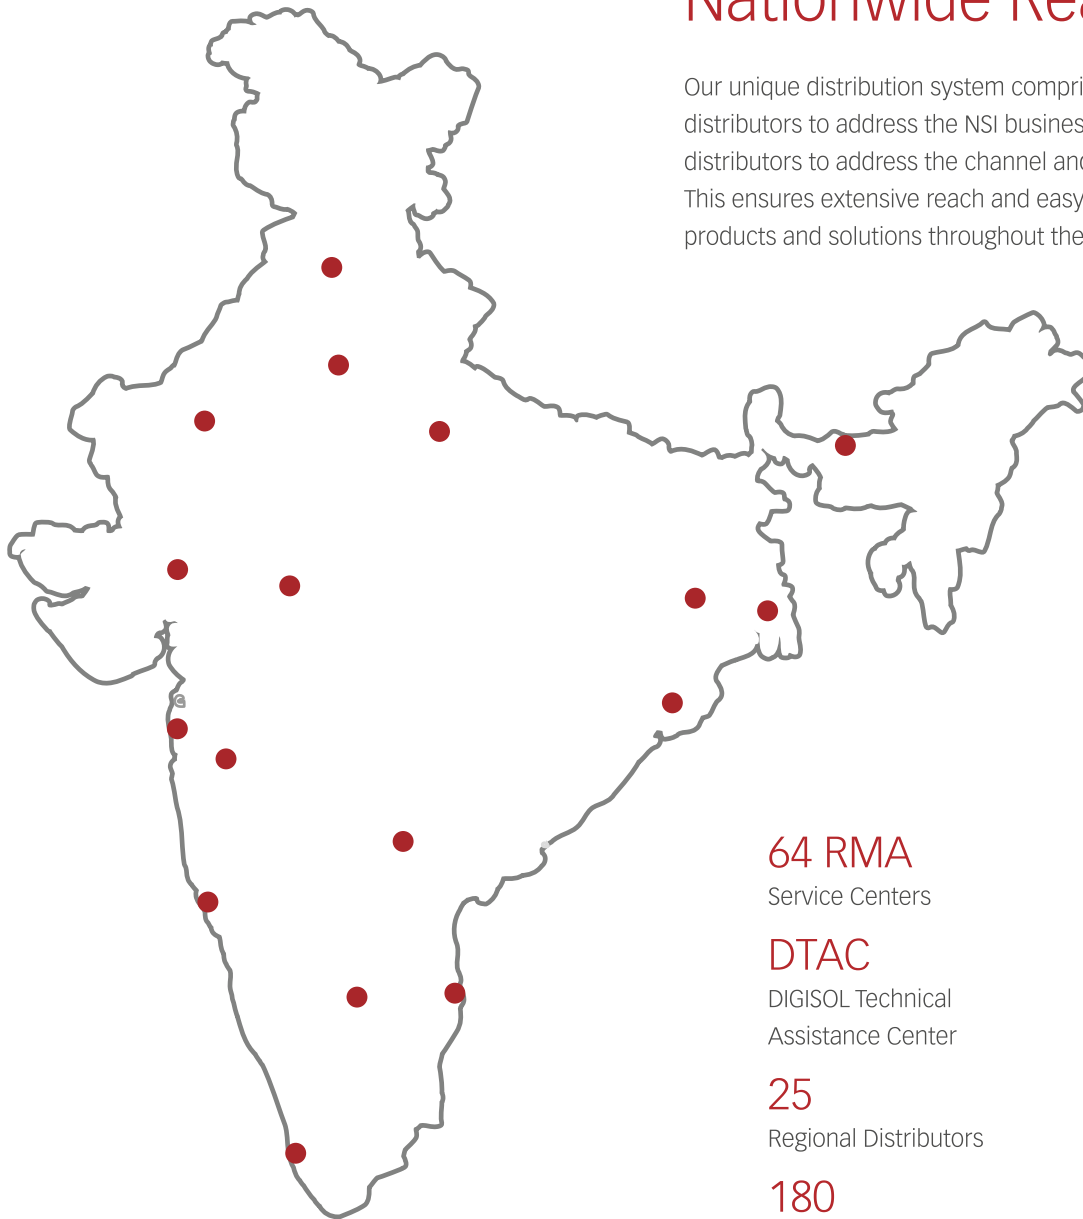 Nationwide Rea
Our unique distribution system compri
distributors to address the NSI busines
distributors to address the channel and
This ensures extensive reach and easy
products and solutions throughout the
64 RMA
Service Centers
DTAC
DIGISOL Technical
Assistance Center
25
Regional Distributors
180